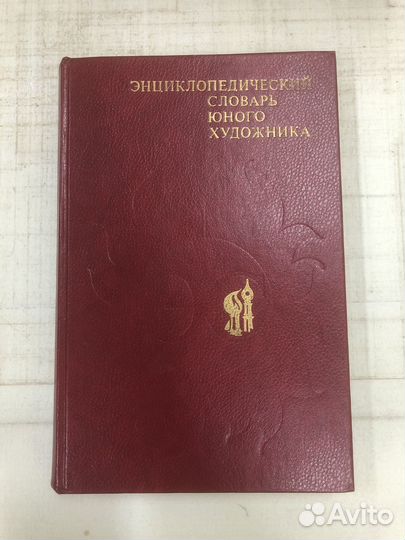 ЭНЦИКЛОПЕДИЧЕСКИЙ
СЛОВАРЬ
ЮНОГО
ХУДОЖНИКА
Avito